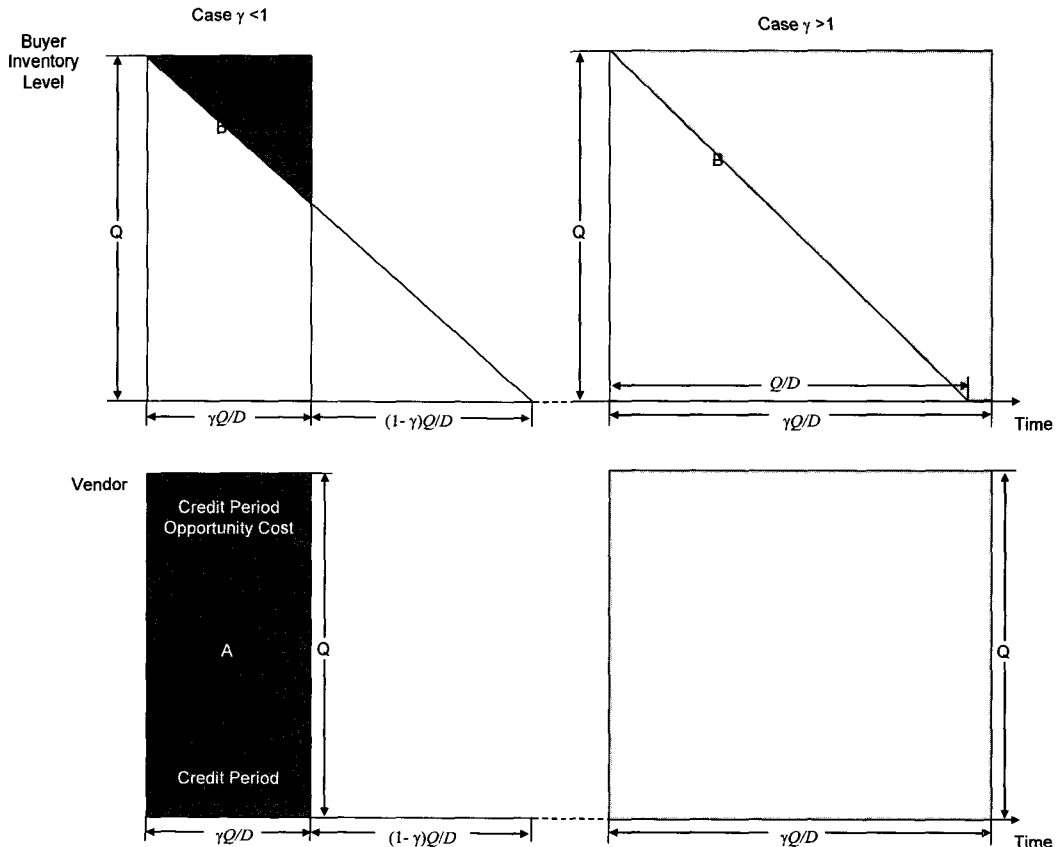 Case γ <1
Case γ >1
Buyer
Inventory
Level
B
B
Q
Q
Q/D
γQ/D
(1- γ)Q/D
γQ/D
Time
Vendor
Credit Period
Opportunity Cost
A
Q
Q
Credit Period
γQ/D
(1- γ)Q/D
γQ/D
Time